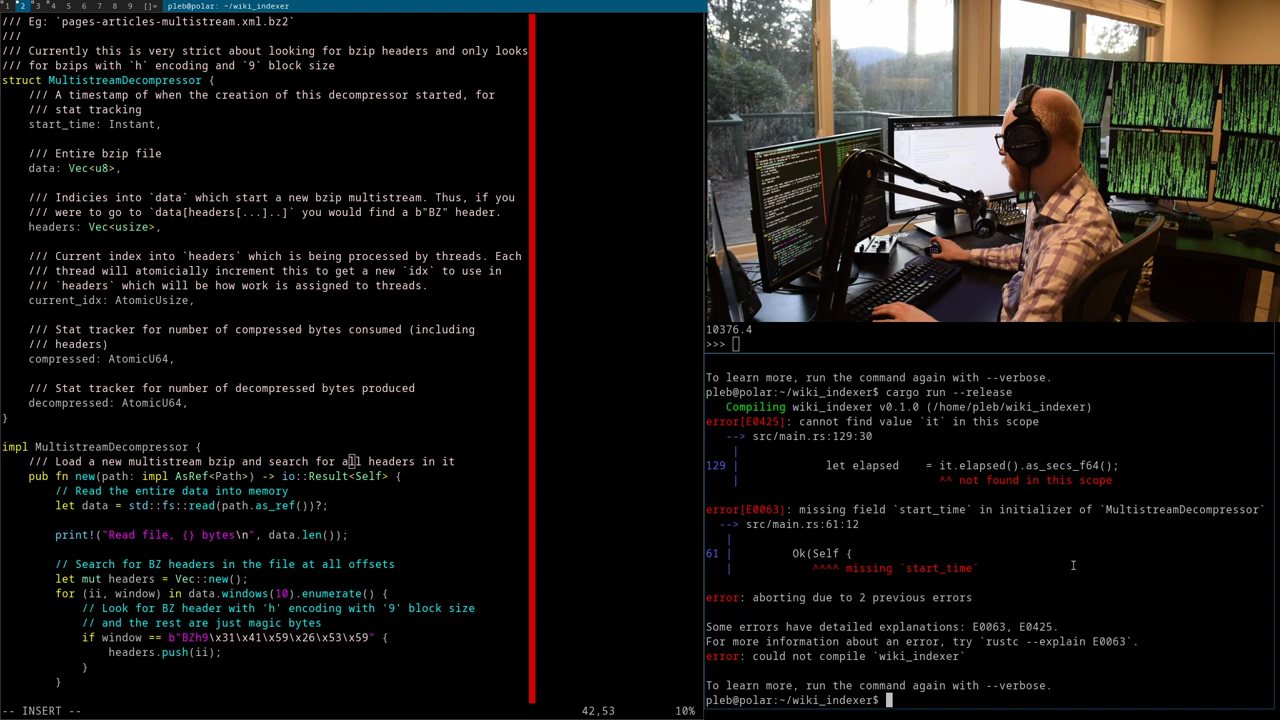 1 2 3 4 5 6 7 8 9 []= pleb@polar: ~/wiki_indexer
/// Eg: `pages-articles-multistream.xml.bz2`
///
/// Currently this is very strict about looking for bzip headers and only looks
/// for bzips with `h` encoding and `9` block size
struct MultistreamDecompressor {
/// A timestamp of when the creation of this decompressor started, for
/// stat tracking
start_time: Instant,
/// Entire bzip file
data: Vec<u8>,
/// Indicies into `data` which start a new bzip multistream. Thus, if you
/// were to go to `data[headers[...]..]` you would find a b"BZ" header.
headers: Vec<usize>,
/// Current index into `headers` which is being processed by threads. Each
/// thread will atomicially increment this to get a new `idx` to use in
/// `headers` which will be how work is assigned to threads.
current_idx: AtomicUsize,
/// Stat tracker for number of compressed bytes consumed (including
/// headers)
compressed: AtomicU64,
/// Stat tracker for number of decompressed bytes produced
decompressed: AtomicU64,
}
impl MultistreamDecompressor {
/// Load a new multistream bzip and search for all headers in it
pub fn new(path: impl AsRef<Path>) -> io::Result<Self> {
// Read the entire data into memory
let data = std::fs::read(path.as_ref())?;
print!("Read file, {} bytes\n", data.len());
// Search for BZ headers in the file at all offsets
let mut headers = Vec::new();
for (ii, window) in data.windows(10).enumerate() {
// Look for BZ header with 'h' encoding with '9' block size
// and the rest are just magic bytes
if window == b"BZh9\x31\x41\x59\x26\x53\x59" {
headers.push(ii);
}
}
-- INSERT -- 42,53 10%
10376.4
>>>
To learn more, run the command again with --verbose.
pleb@polar:~/wiki_indexer$ cargo run --release
Compiling wiki_indexer v0.1.0 (/home/pleb/wiki_indexer)
error[E0425]: cannot find value `it` in this scope
--> src/main.rs:129:30
|
129 | let elapsed = it.elapsed().as_secs_f64();
| ^^ not found in this scope
error[E0063]: missing field `start_time` in initializer of `MultistreamDecompressor`
--> src/main.rs:61:12
|
61 | Ok(Self {
| ^^^^ missing `start_time`
error: aborting due to 2 previous errors
Some errors have detailed explanations: E0063, E0425.
For more information about an error, try `rustc --explain E0063`.
error: could not compile `wiki_indexer`
To learn more, run the command again with --verbose.
pleb@polar:~/wiki_indexer$